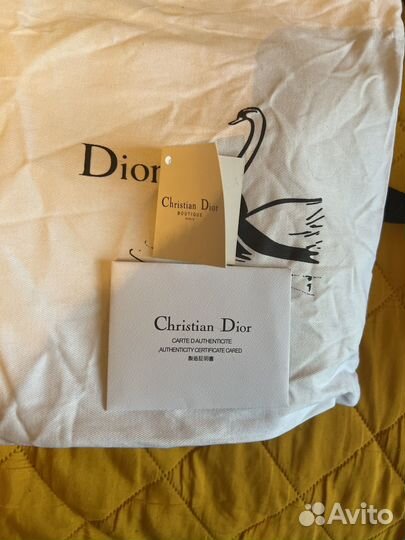 Dior
Christian Dior
BOUTIQUE
PARIS
Christian Dior
CARTE D'AUTHENTICITE
,AUTHENTICITY CERTIFICATE CARED
製造証明書
Avito